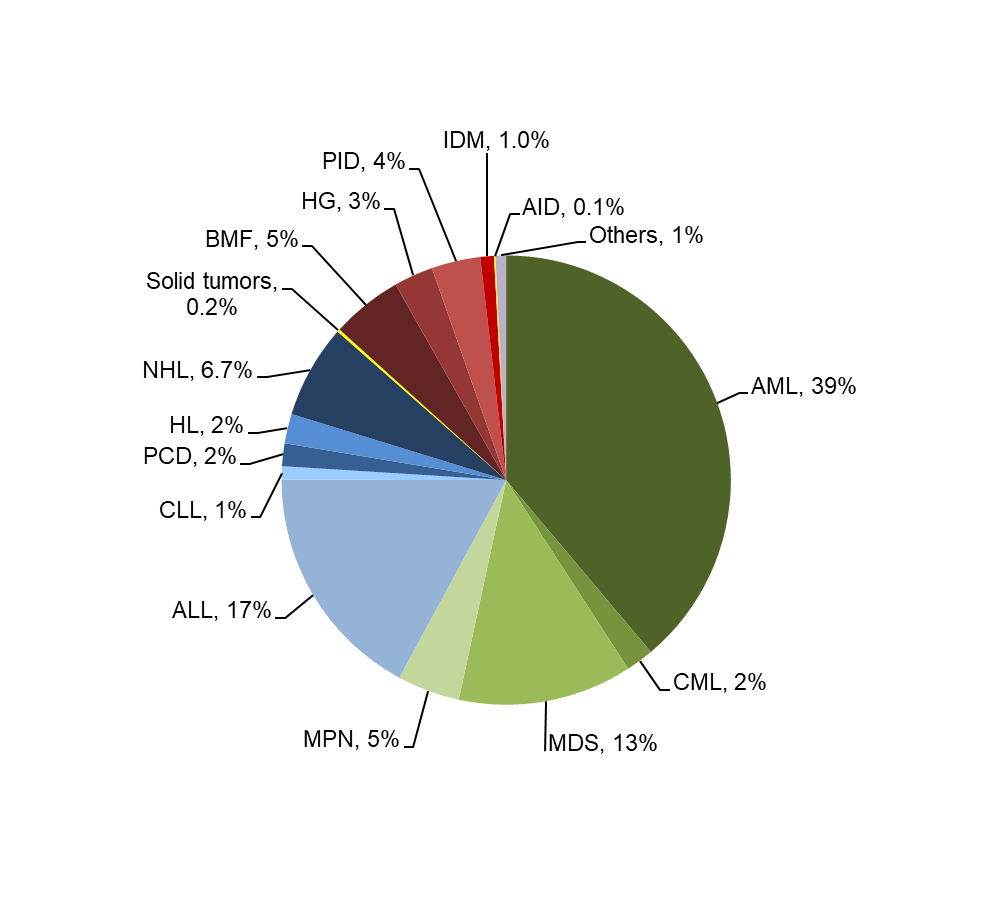 IDM, 1.0%
PID, 4%
HG, 3%
AID, 0.1%
BMF, 5%
Others, 1%
Solid tumors,
0.2%
NHL, 6.7%
AML, 39%
HL, 2%
PCD, 2%
CLL, 1%
ALL, 17%
CML, 2%
MPN, 5%
MDS, 13%